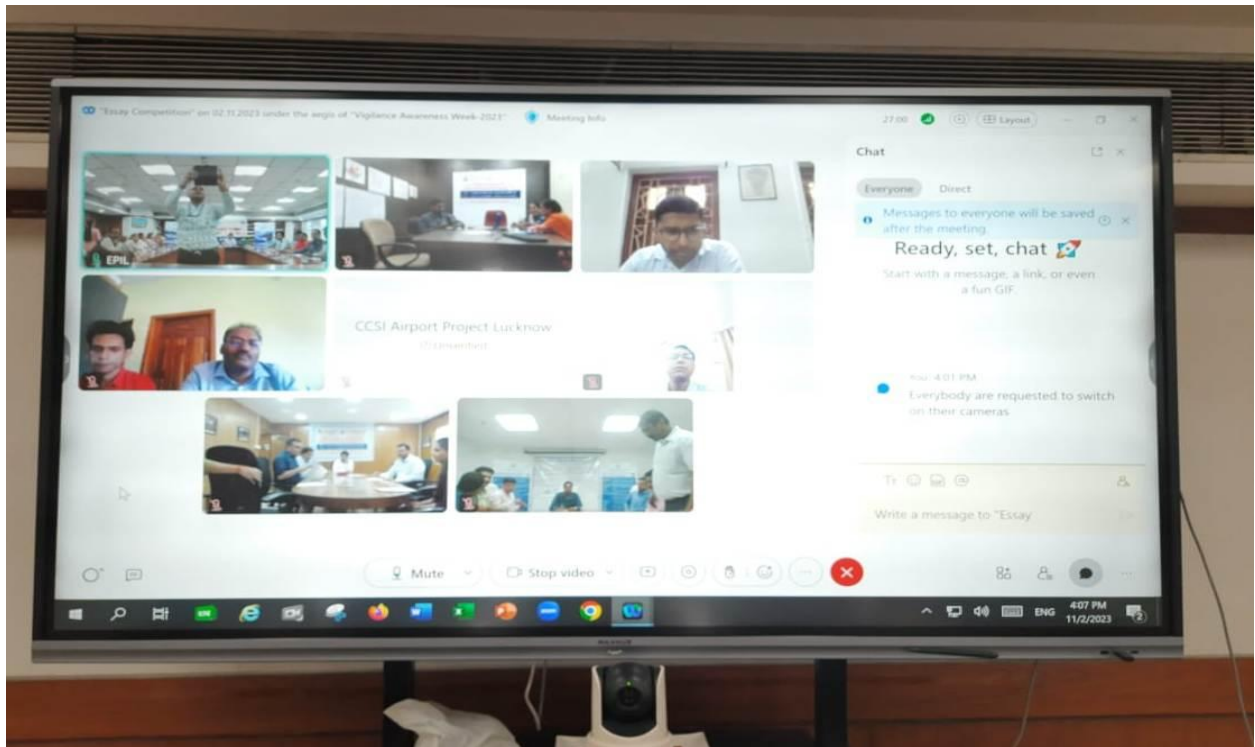 "Essay Competition" on 02.11.2023 under the aegis of "Vigilance Awareness Week-2023"
Meeting Info
27:00
Layout
Chat
Everyone Direct
Messages to everyone will be saved
after the meeting.
Ready, set, chat
Start with a message, a link, or even
a fun GIF.
EPIL
CCSI Airport Project Lucknow
You 4:01 PM
Everybody are requested to switch
on their cameras
Write a message to "Essay
Mute
Stop video
ENG
4:07 PM
11/2/2023
2